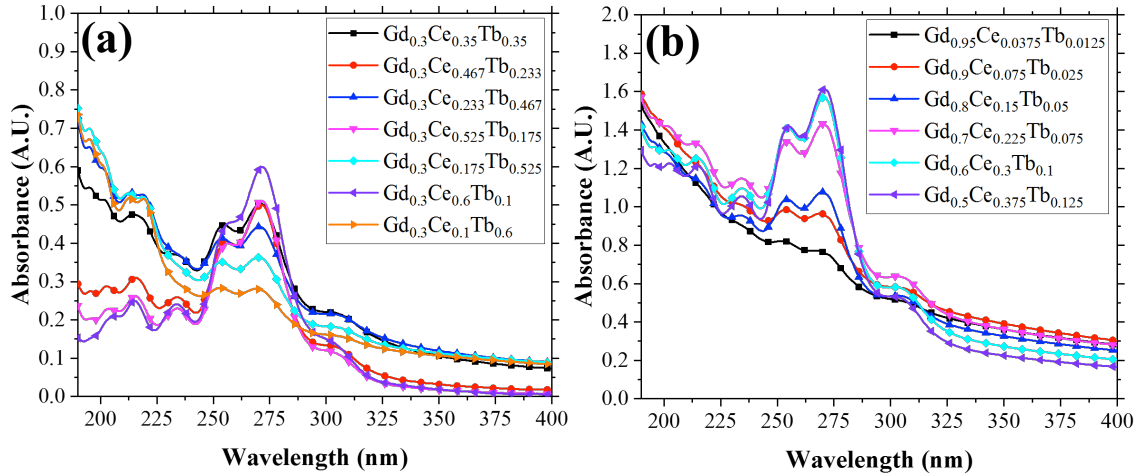 (a)
Gd0.3Ce0.35Tb0.35
Gd0.3Ce0.467Tb0.233
Gd0.3Ce0.233Tb0.467
Gd0.3Ce0.525Tb0.175
Gd0.3Ce0.175Tb0.525
Gd0.3Ce0.6Tb0.1
Gd0.3Ce0.1Tb0.6
Absorbance (A.U.)
0.9
0.8
0.7
0.6
0.5
0.4
0.3
0.2
0.1
0.0
200 225 250 275 300 325 350 375 400
Wavelength (nm)
(b)
Gd0.95Ce0.0375Tb0.0125
Gd0.9Ce0.075Tb0.025
Gd0.8Ce0.15Tb0.05
Gd0.7Ce0.225Tb0.075
Gd0.6Ce0.3Tb0.1
Gd0.5Ce0.375Tb0.125
Absorbance (A.U.)
2.0
1.8
1.6
1.4
1.2
1.0
0.8
0.6
0.4
0.2
0.0
200 225 250 275 300 325 350 375 400
Wavelength (nm)